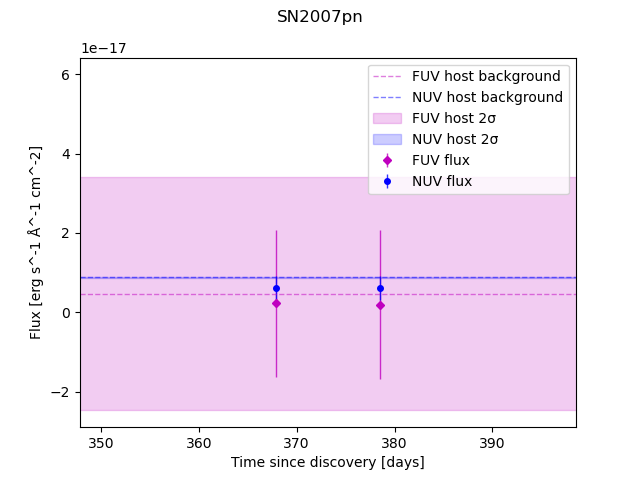 SN2007pn
1e−17
6
4
2
0
−2
Flux [erg s^-1 Å^-1 cm^-2]
350
360
370
380
390
Time since discovery [days]
FUV host background
NUV host background
FUV host 2σ
NUV host 2σ
FUV flux
NUV flux